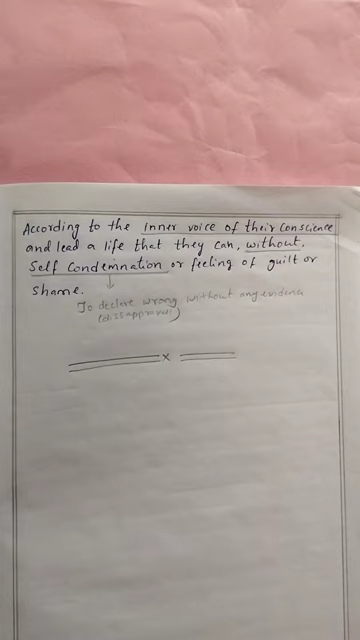 According to the inner voice of their Conscience
and lead a life that they can, without,
Self Condemnation or feeling of guilt or
Shame.
To declare wrong without any evidence
(dissapproval)
x